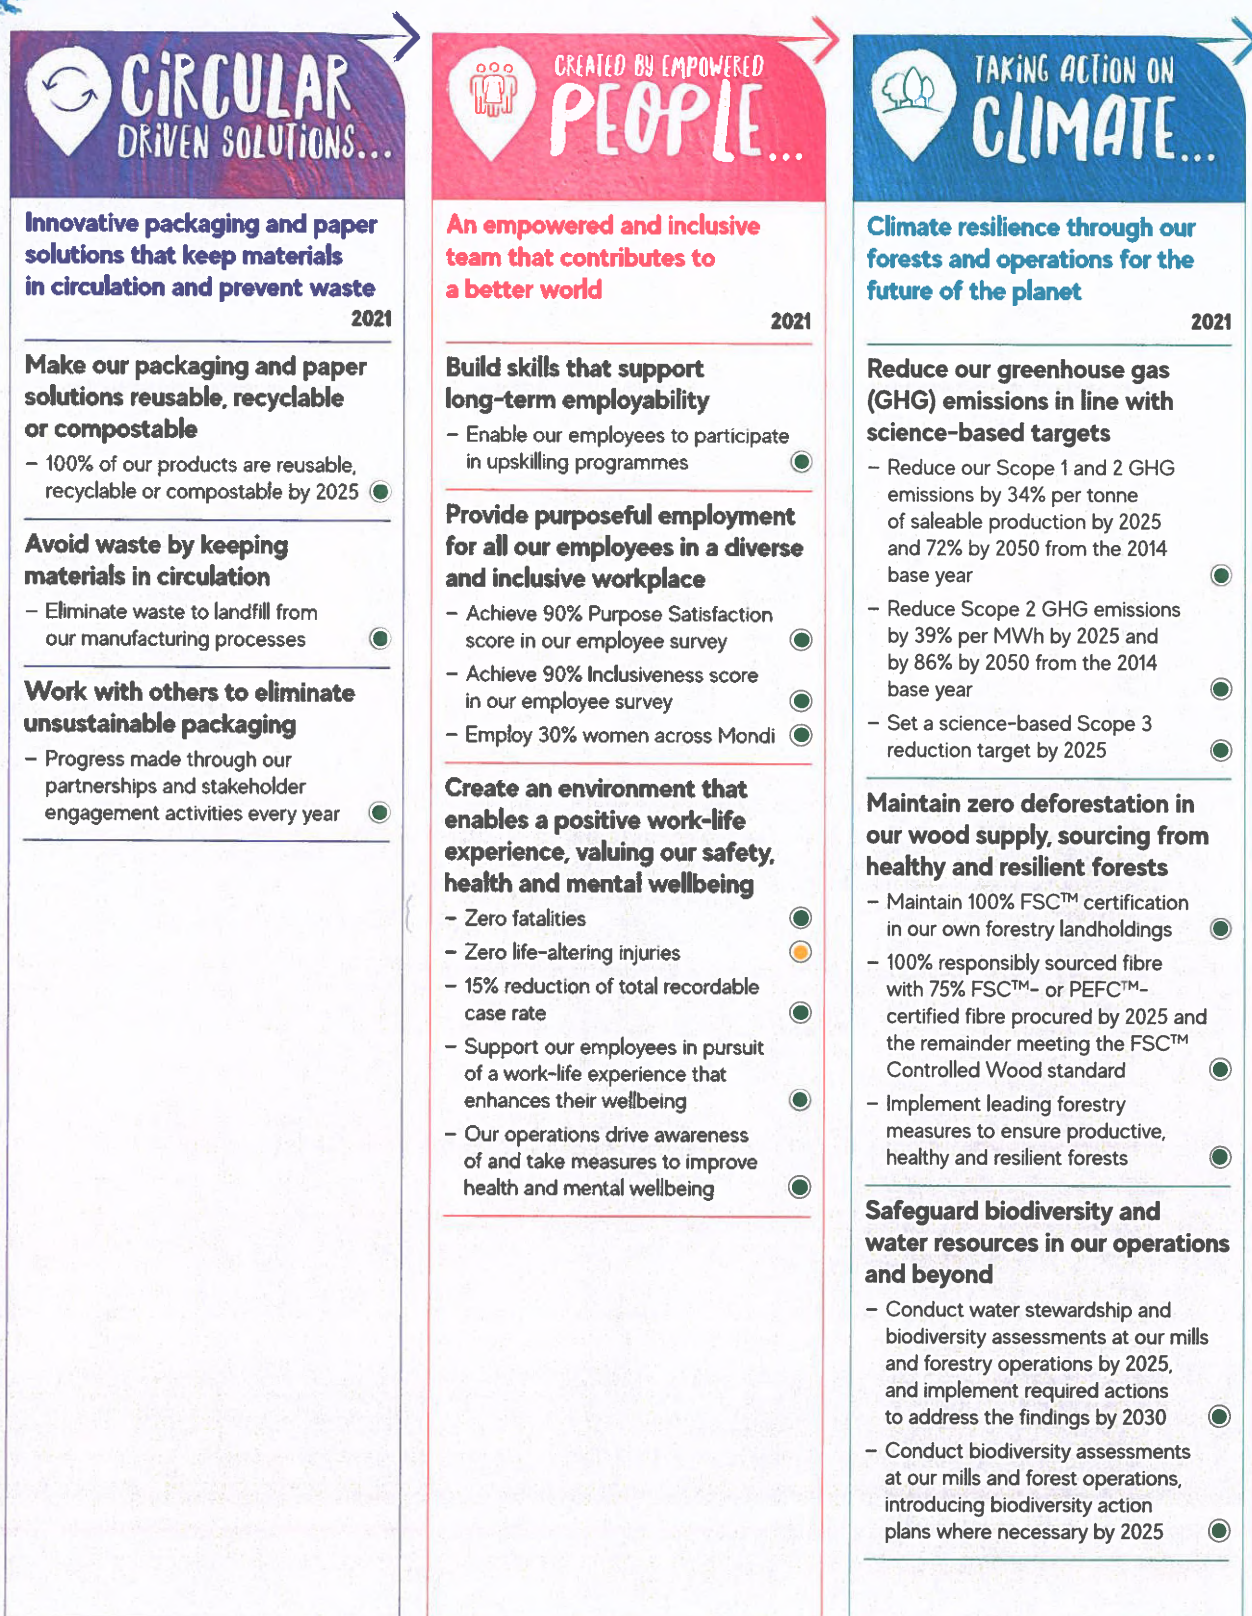 CIRCULAR
DRIVEN SOLUTIONS...
Innovative packaging and paper
solutions that keep materials
in circulation and prevent waste
2021
Make our packaging and paper
solutions reusable, recyclable
or compostable
– 100% of our products are reusable,
recyclable or compostable by 2025
Avoid waste by keeping
materials in circulation
– Eliminate waste to landfill from
our manufacturing processes
Work with others to eliminate
unsustainable packaging
– Progress made through our
partnerships and stakeholder
engagement activities every year
CREATED BY EMPOWERED
PEOPLE...
An empowered and inclusive
team that contributes to
a better world
2021
Build skills that support
long-term employability
– Enable our employees to participate
in upskilling programmes
Provide purposeful employment
for all our employees in a diverse
and inclusive workplace
– Achieve 90% Purpose Satisfaction
score in our employee survey
– Achieve 90% Inclusiveness score
in our employee survey
– Employ 30% women across Mondi
Create an environment that
enables a positive work-life
experience, valuing our safety,
health and mental wellbeing
– Zero fatalities
– Zero life-altering injuries
– 15% reduction of total recordable
case rate
– Support our employees in pursuit
of a work-life experience that
enhances their wellbeing
– Our operations drive awareness
of and take measures to improve
health and mental wellbeing
TAKING ACTION ON
CLIMATE...
Climate resilience through our
forests and operations for the
future of the planet
2021
Reduce our greenhouse gas
(GHG) emissions in line with
science-based targets
– Reduce our Scope 1 and 2 GHG
emissions by 34% per tonne
of saleable production by 2025
and 72% by 2050 from the 2014
base year
– Reduce Scope 2 GHG emissions
by 39% per MWh by 2025 and
by 86% by 2050 from the 2014
base year
– Set a science-based Scope 3
reduction target by 2025
Maintain zero deforestation in
our wood supply, sourcing from
healthy and resilient forests
– Maintain 100% FSC™ certification
in our own forestry landholdings
– 100% responsibly sourced fibre
with 75% FSC™- or PEFC™-
certified fibre procured by 2025 and
the remainder meeting the FSC™
Controlled Wood standard
– Implement leading forestry
measures to ensure productive,
healthy and resilient forests
Safeguard biodiversity and
water resources in our operations
and beyond
– Conduct water stewardship and
biodiversity assessments at our mills
and forestry operations by 2025,
and implement required actions
to address the findings by 2030
– Conduct biodiversity assessments
at our mills and forest operations,
introducing biodiversity action
plans where necessary by 2025